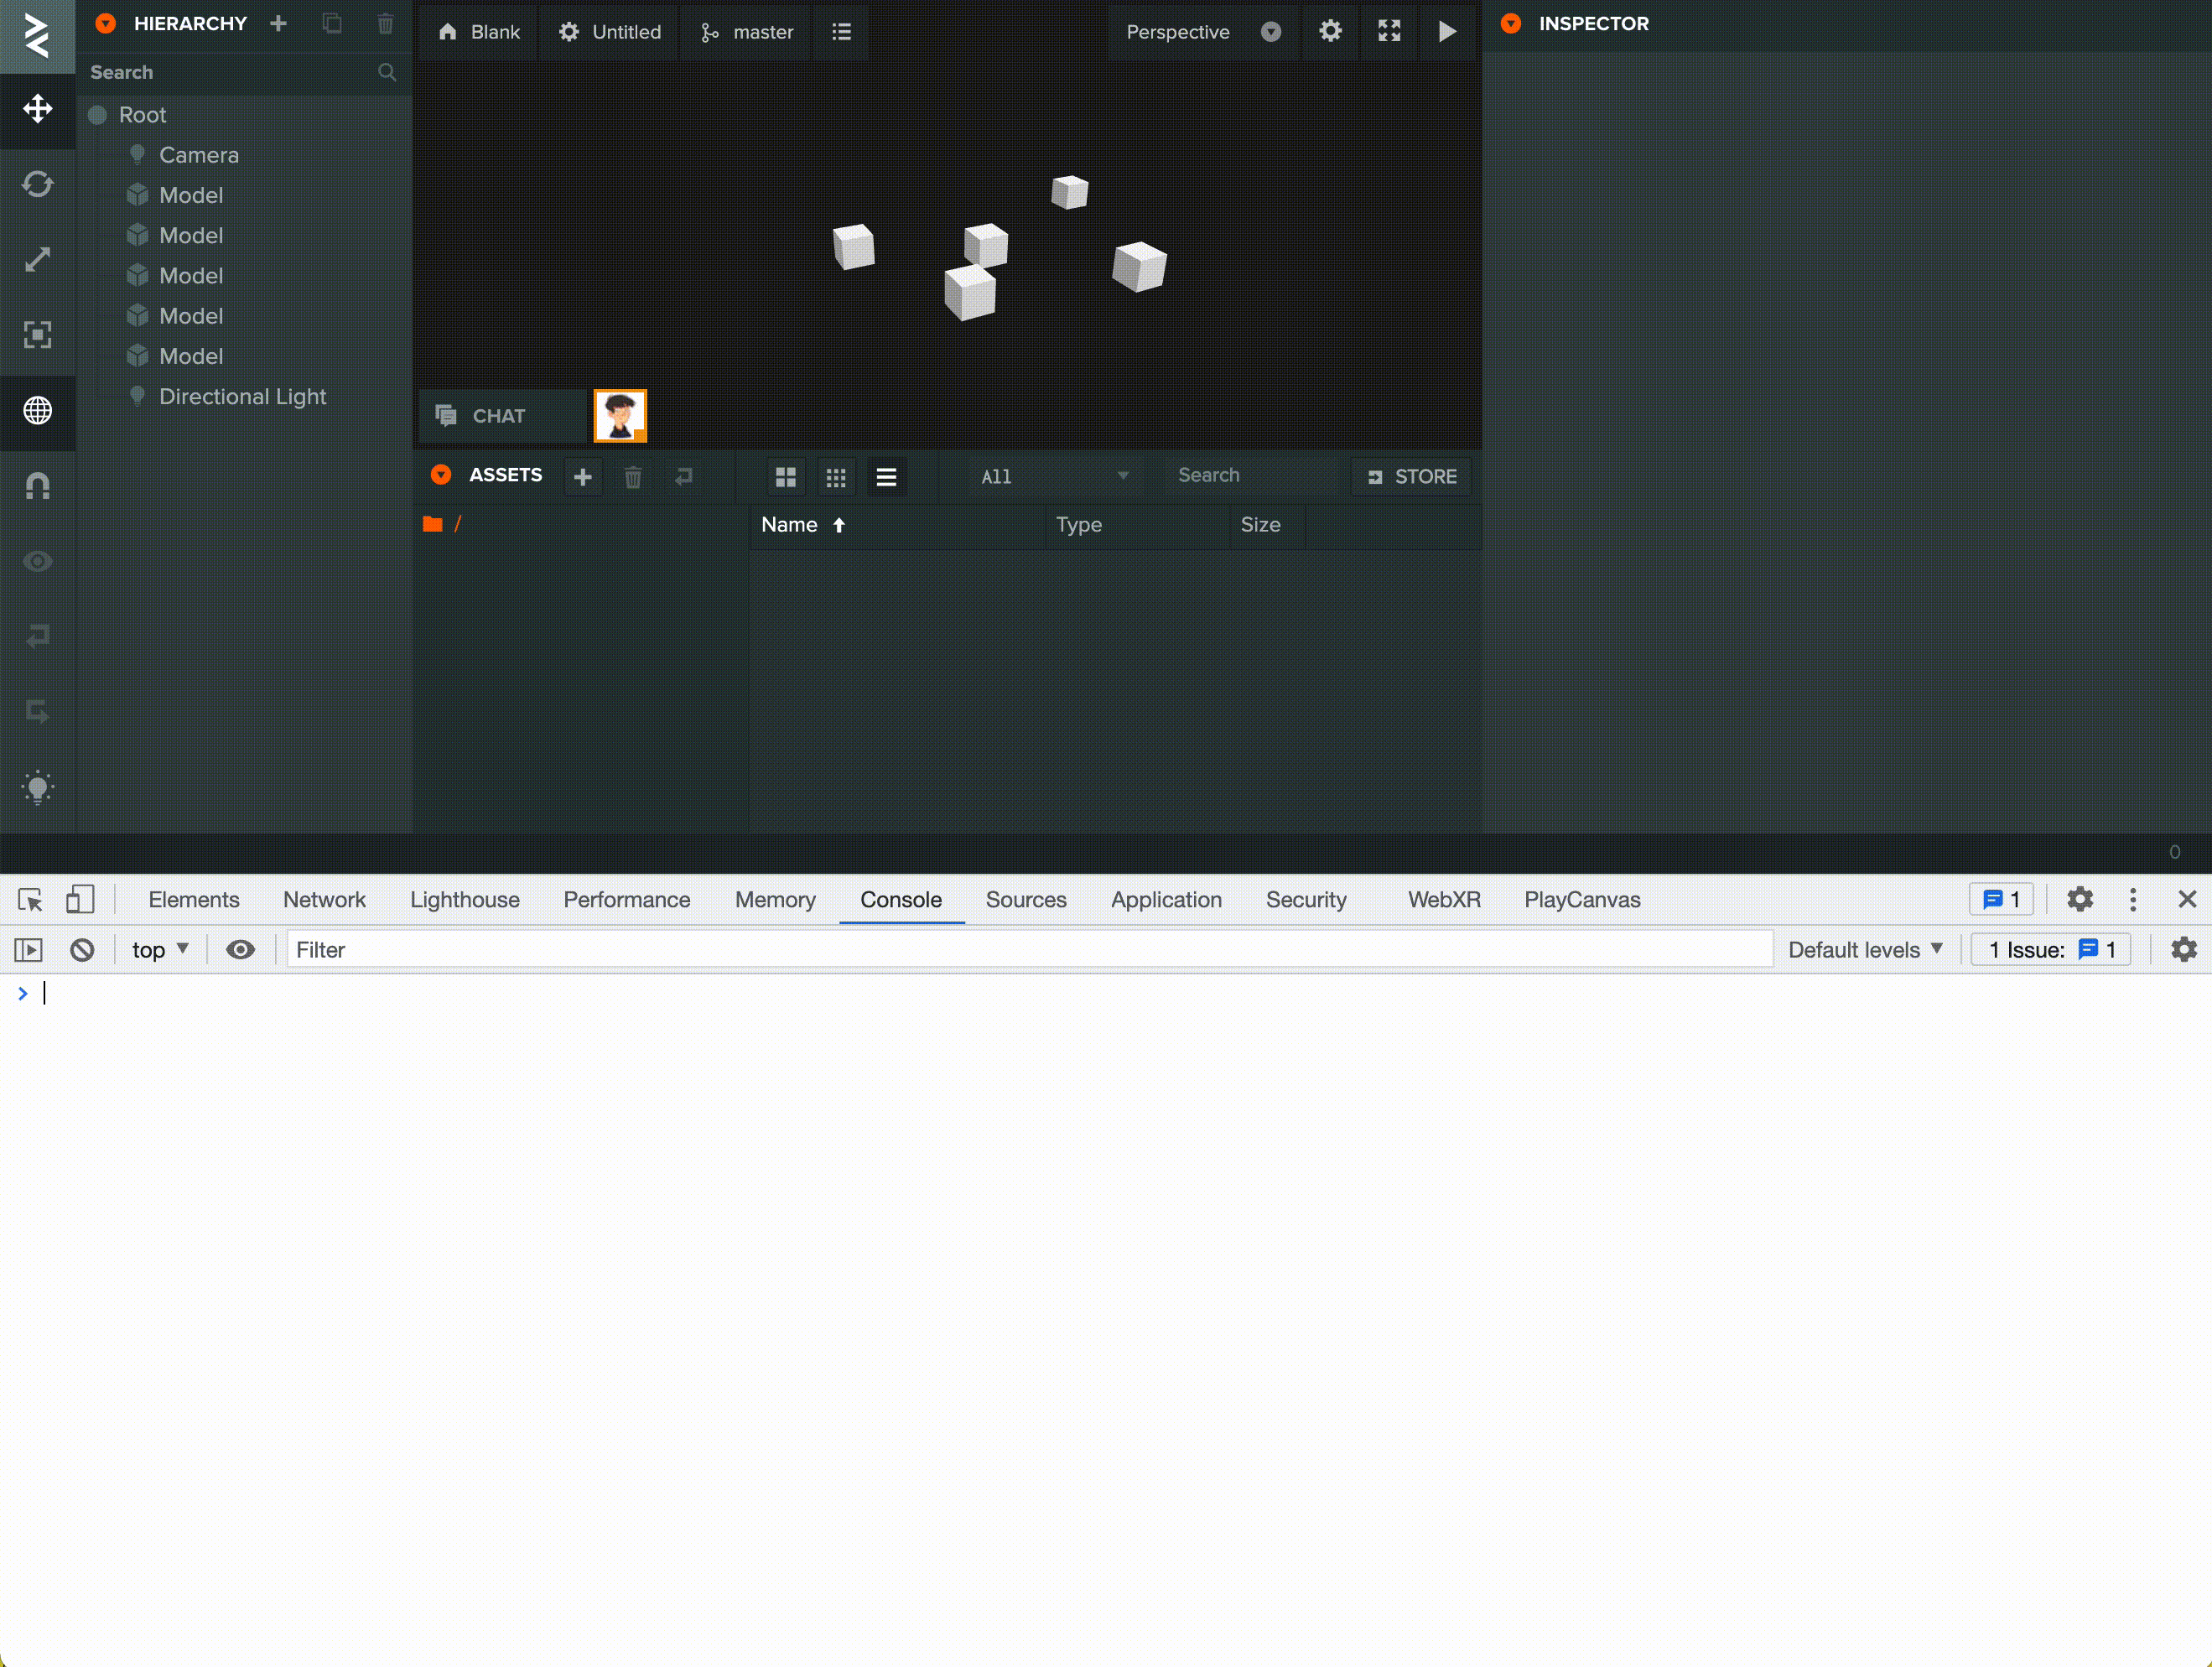 HIERARCHY
Search
Root
Camera
Model
Model
Model
Model
Model
Directional Light
Blank
Untitled
master
Perspective
CHAT
ASSETS
All
Search
STORE
/
Name
Type
Size
INSPECTOR
0
Elements
Network
Lighthouse
Performance
Memory
Console
Sources
Application
Security
WebXR
PlayCanvas
1
top
Filter
Default levels
1 Issue:
1